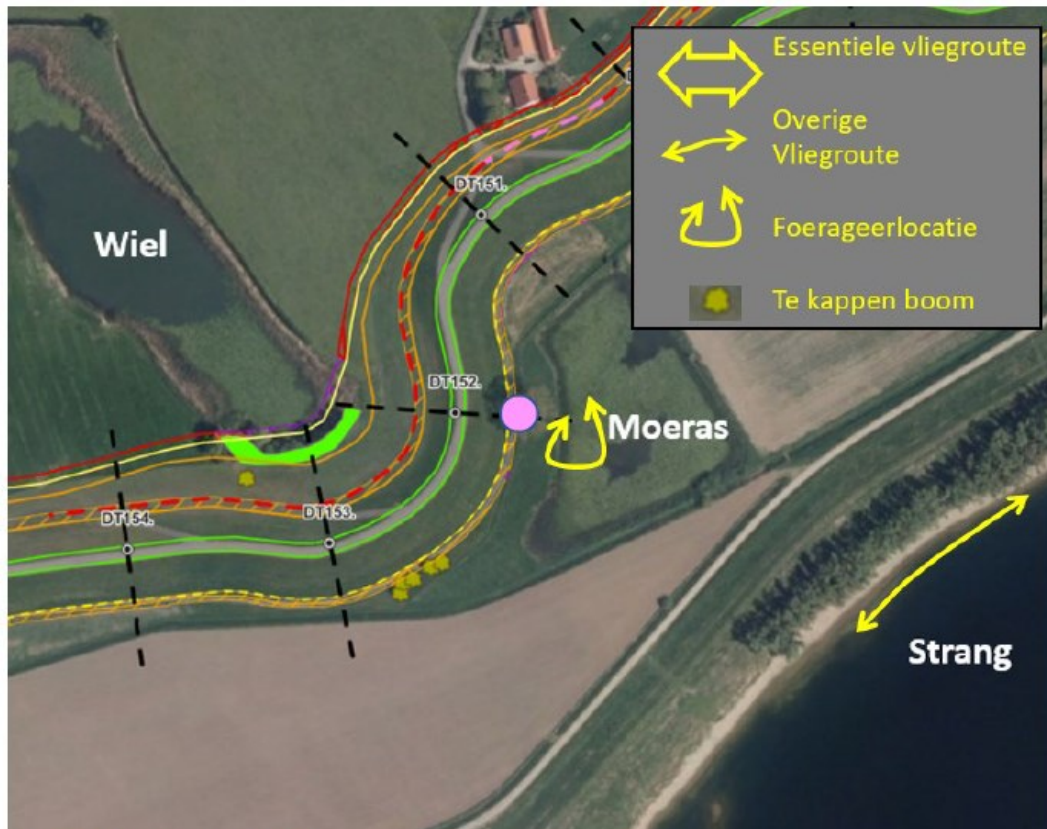 Essentiele vliegroute
Overige
Vliegroute
Foerageerlocatie
Te kappen boom
DT151.
Wiel
DT152.
Moeras
DT154.
DT153.
Strang